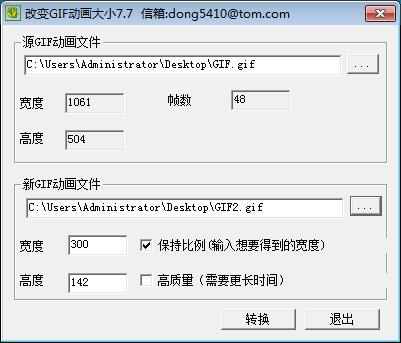 改变GIF动画大小7.7 信箱:dong5410@tom.com
源GIF动画文件
C:\Users\Administrator\Desktop\GIF.gif ...
宽度 1061 帧数 48
高度 504
新GIF动画文件
C:\Users\Administrator\Desktop\GIF2.gif ...
宽度 300 保持比例(输入想要得到的宽度)
高度 142 高质量（需要更长时间）
转换 退出